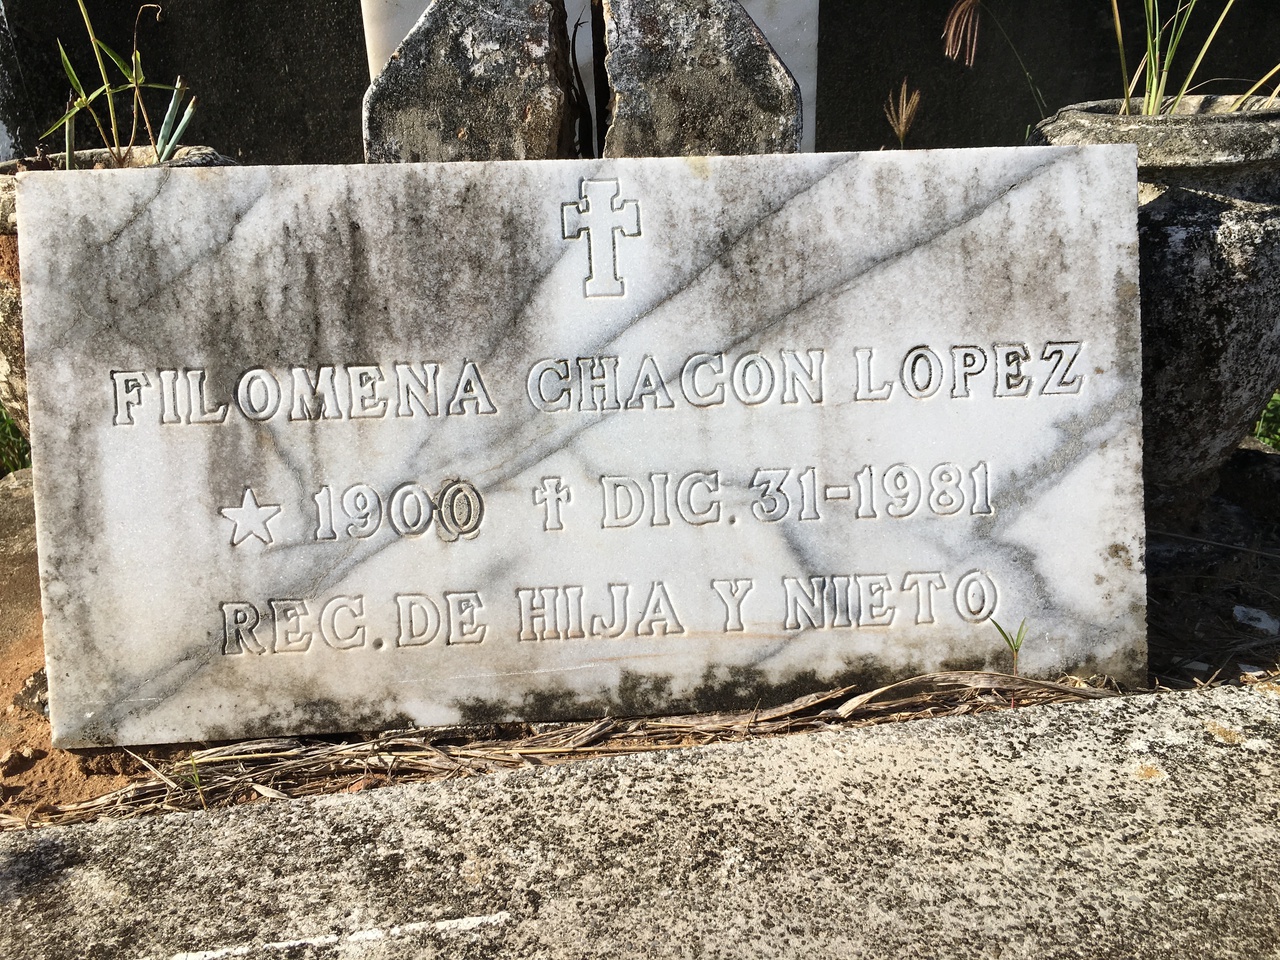 FILOMENA CHACON LOPEZ
☆ 1900 ✝ DIC. 31-1981
REC. DE HIJA Y NIETO